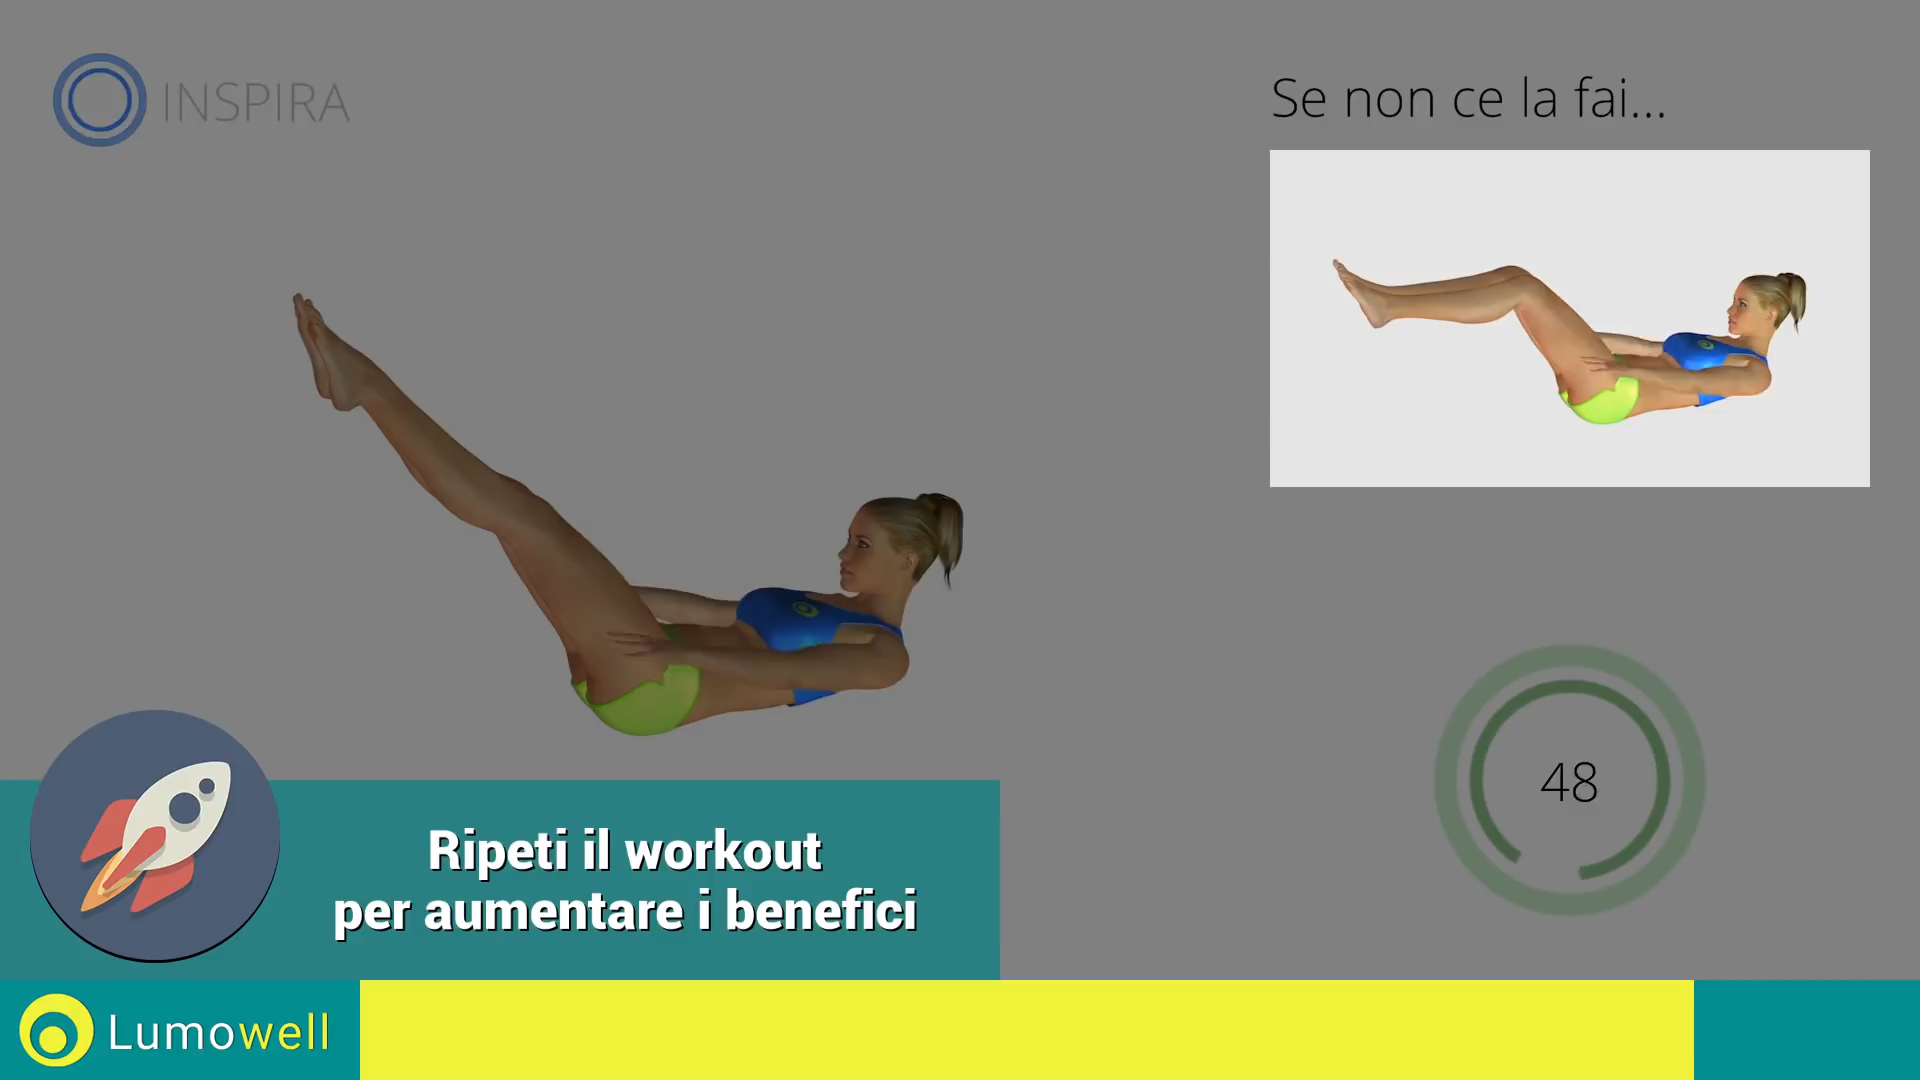 INSPIRA
Se non ce la fai...
48
Ripeti il workout
per aumentare i benefici
Lumowell